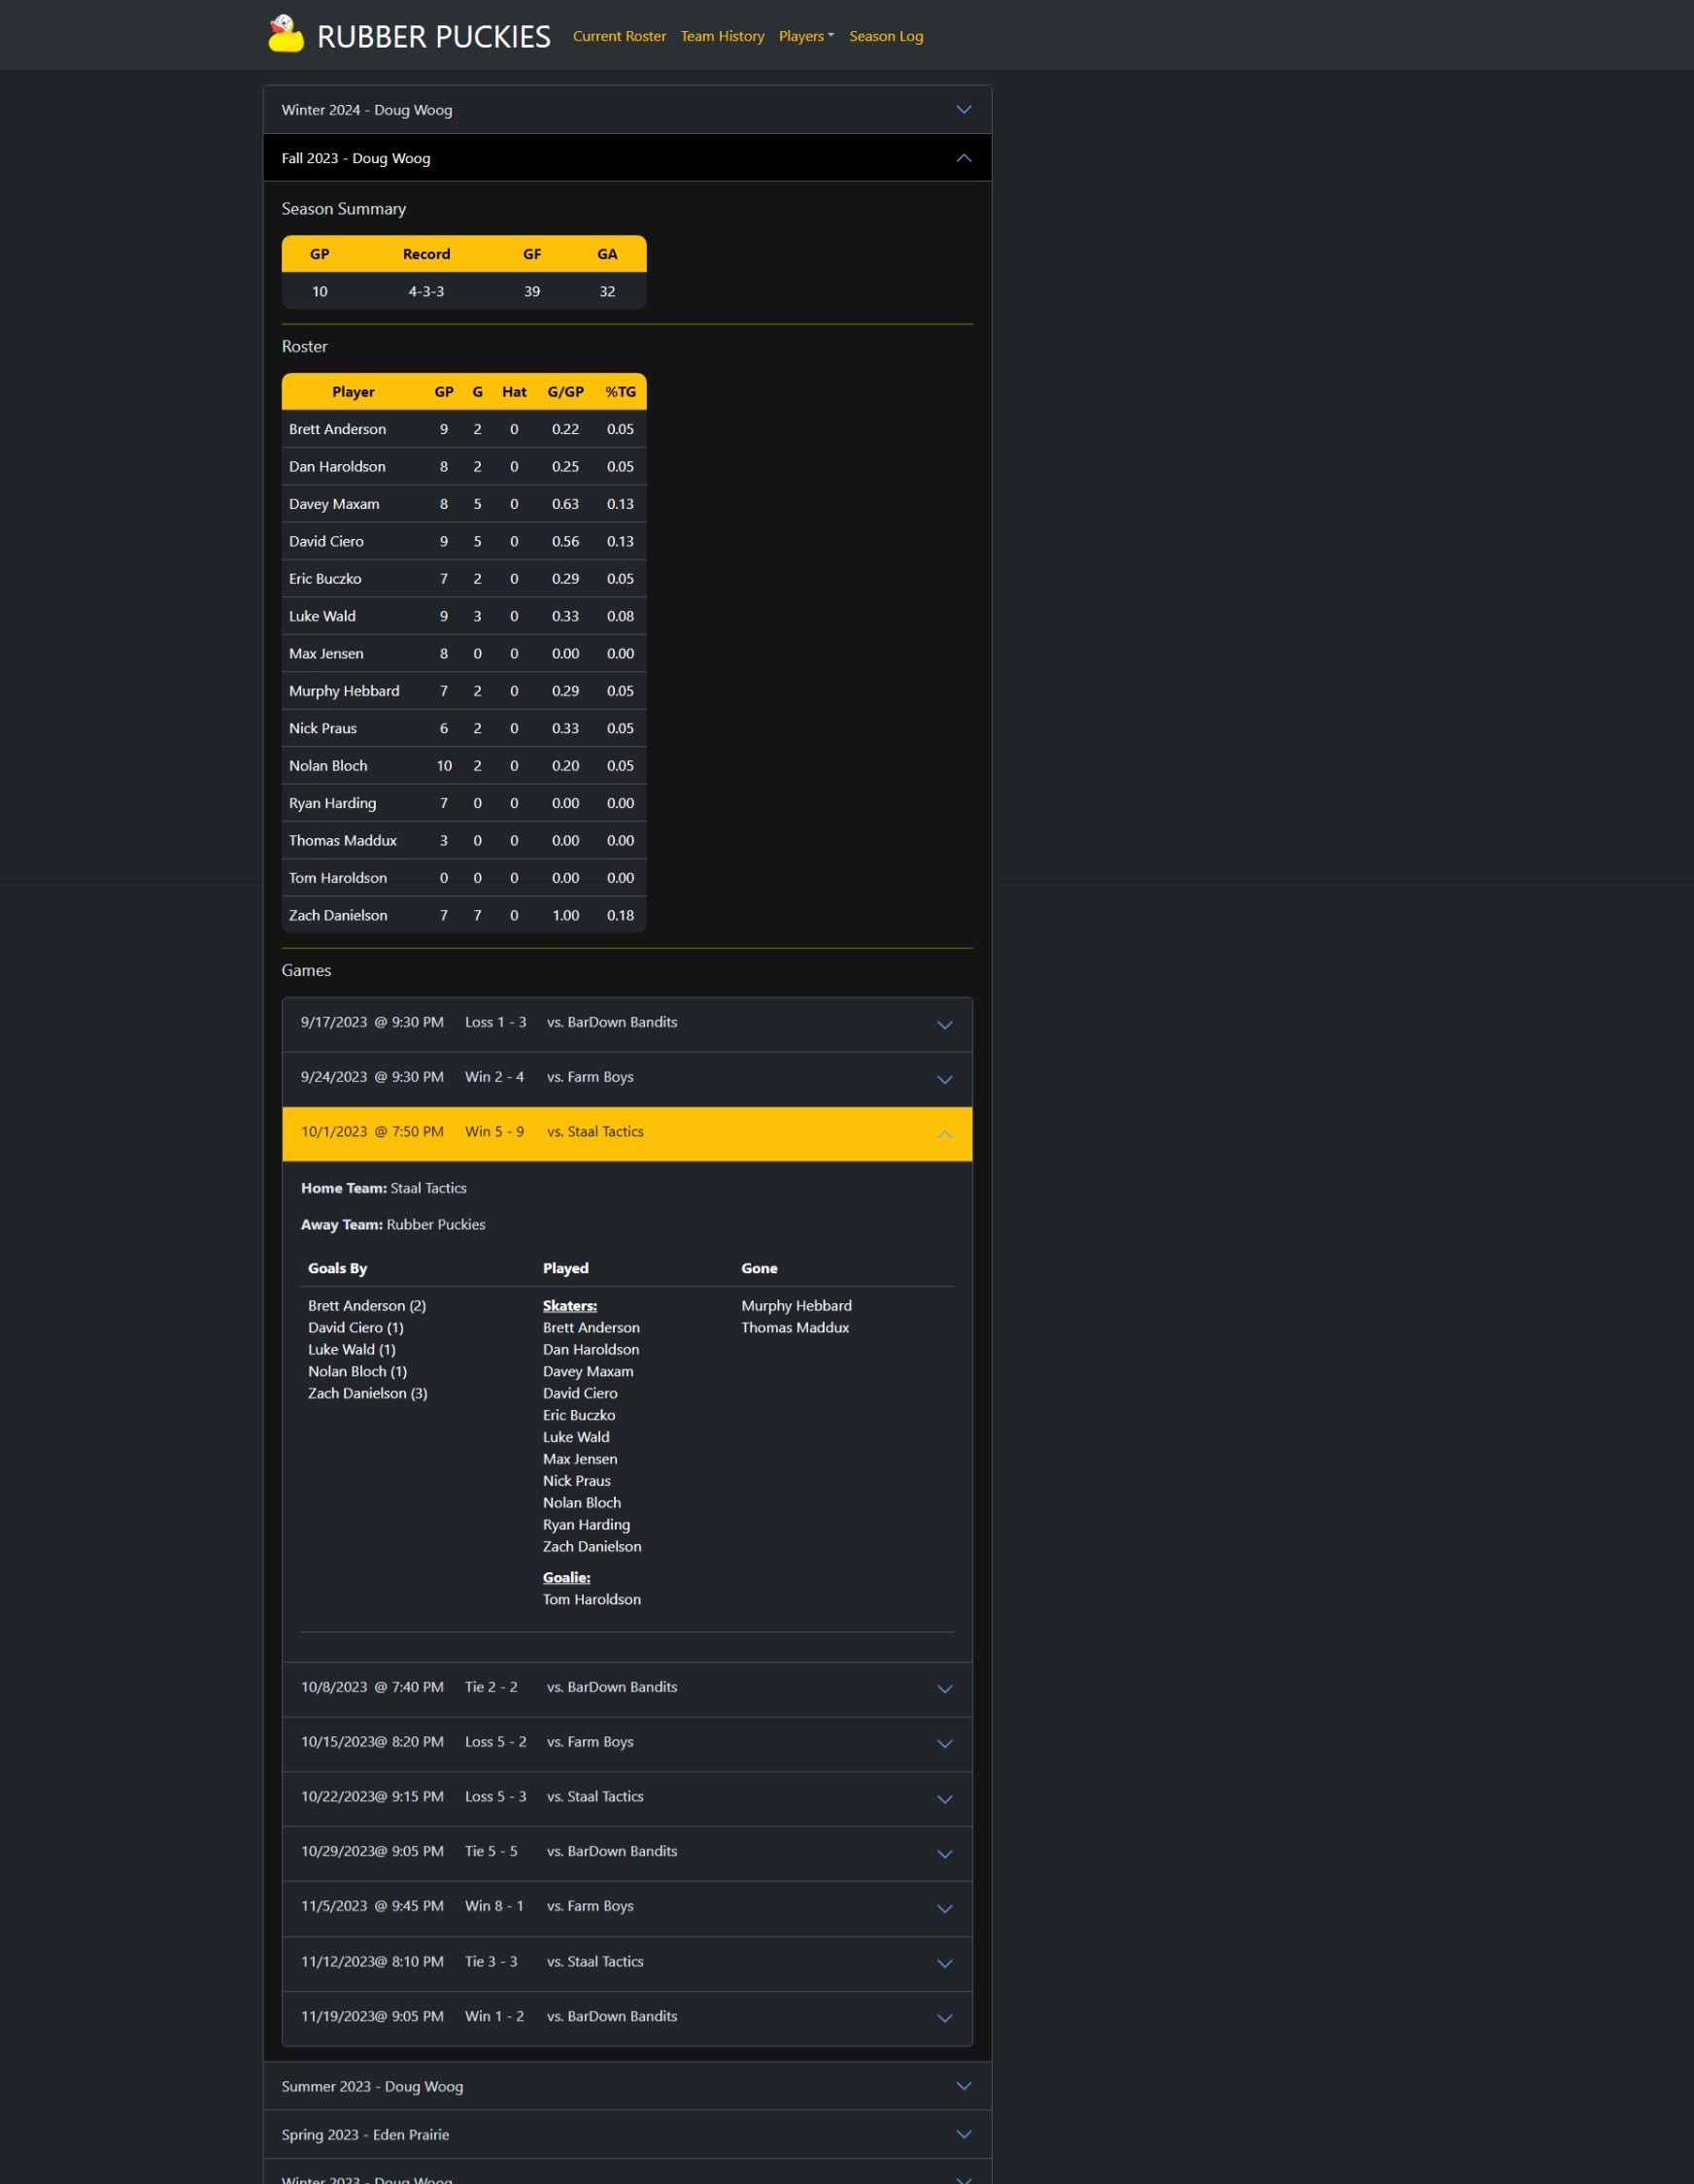 RUBBER PUCKIES Current Roster Team History Players Season Log
Winter 2024 - Doug Woog
Fall 2023 - Doug Woog
Season Summary
GP Record GF GA
10 4-3-3 39 32
Roster
Player GP G Hat G/GP %TG
Brett Anderson 9 2 0 0.22 0.05
Dan Haroldson 8 2 0 0.25 0.05
Davey Maxam 8 5 0 0.63 0.13
David Ciero 9 5 0 0.56 0.13
Eric Buczko 7 2 0 0.29 0.05
Luke Wald 9 3 0 0.33 0.08
Max Jensen 8 0 0 0.00 0.00
Murphy Hebbard 7 2 0 0.29 0.05
Nick Praus 6 2 0 0.33 0.05
Nolan Bloch 10 2 0 0.20 0.05
Ryan Harding 7 0 0 0.00 0.00
Thomas Maddux 3 0 0 0.00 0.00
Tom Haroldson 0 0 0 0.00 0.00
Zach Danielson 7 7 0 1.00 0.18
Games
9/17/2023 @ 9:30 PM Loss 1 - 3 vs. BarDown Bandits
9/24/2023 @ 9:30 PM Win 2 - 4 vs. Farm Boys
10/1/2023 @ 7:50 PM Win 5 - 9 vs. Staal Tactics
Home Team: Staal Tactics
Away Team: Rubber Puckies
Goals By Played Gone
Brett Anderson (2) Skaters: Murphy Hebbard
David Ciero (1) Brett Anderson Thomas Maddux
Luke Wald (1) Dan Haroldson
Nolan Bloch (1) Davey Maxam
Zach Danielson (3) David Ciero
Eric Buczko
Luke Wald
Max Jensen
Nick Praus
Nolan Bloch
Ryan Harding
Zach Danielson
Goalie:
Tom Haroldson
10/8/2023 @ 7:40 PM Tie 2 - 2 vs. BarDown Bandits
10/15/2023@ 8:20 PM Loss 5 - 2 vs. Farm Boys
10/22/2023@ 9:15 PM Loss 5 - 3 vs. Staal Tactics
10/29/2023@ 9:05 PM Tie 5 - 5 vs. BarDown Bandits
11/5/2023 @ 9:45 PM Win 8 - 1 vs. Farm Boys
11/12/2023@ 8:10 PM Tie 3 - 3 vs. Staal Tactics
11/19/2023@ 9:05 PM Win 1 - 2 vs. BarDown Bandits
Summer 2023 - Doug Woog
Spring 2023 - Eden Prairie
Winter 2023 - Doug Woog